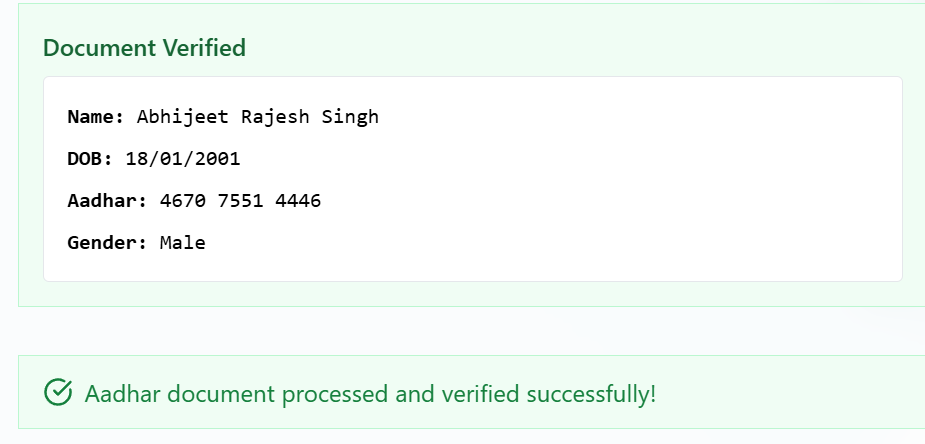 Document Verified
Name: Abhijeet Rajesh Singh
DOB: 18/01/2001
Aadhar: 4670 7551 4446
Gender: Male
Aadhar document processed and verified successfully!